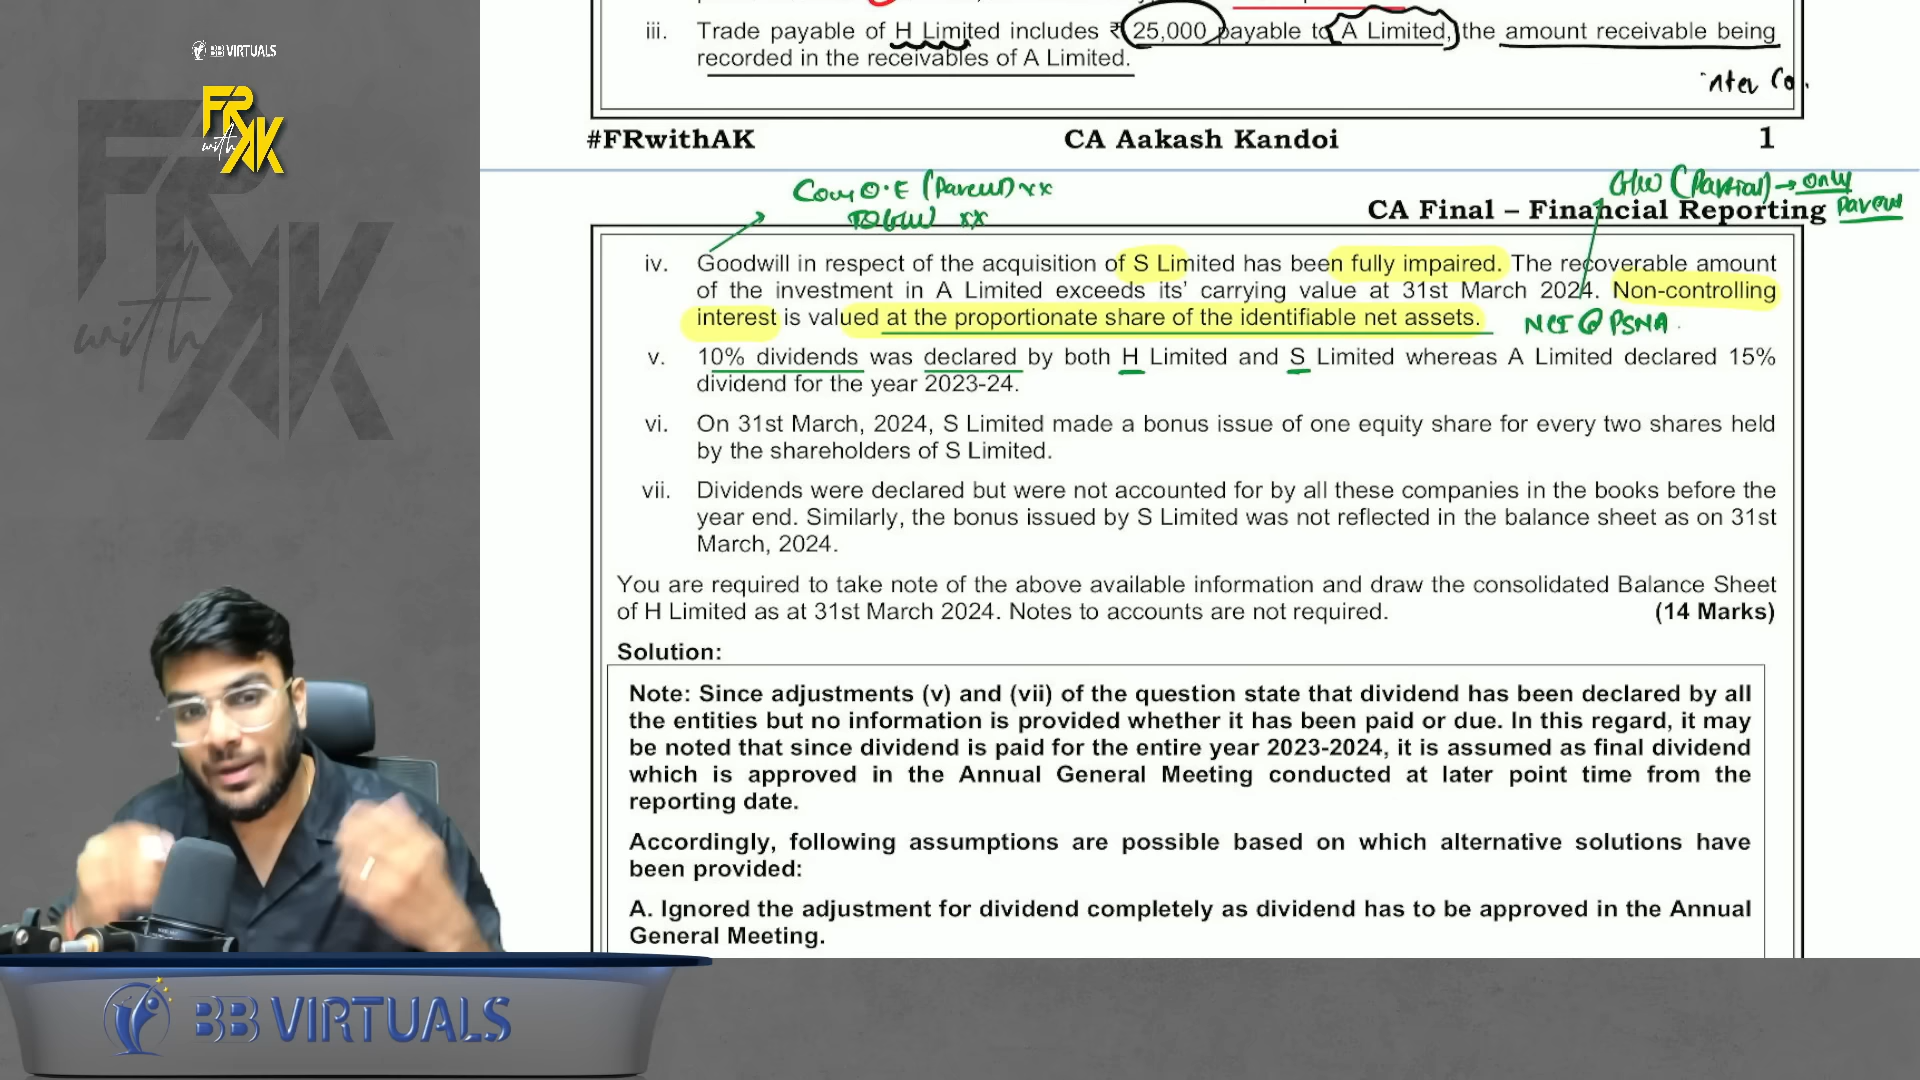 BB VIRTUALS
FR
with
AK
iii. Trade payable of H Limited includes ₹ 25,000 payable to A Limited, the amount receivable being
recorded in the receivables of A Limited.
Inter Co.
#FRwithAK CA Aakash Kandoi 1
Cons O.E (Parent) xx
TO GW xx
GW (Partial) → only
Parent
CA Final – Financial Reporting
iv. Goodwill in respect of the acquisition of S Limited has been fully impaired. The recoverable amount
of the investment in A Limited exceeds its' carrying value at 31st March 2024. Non-controlling
interest is valued at the proportionate share of the identifiable net assets.
NCI @ PSNA
v. 10% dividends was declared by both H Limited and S Limited whereas A Limited declared 15%
dividend for the year 2023-24.
vi. On 31st March, 2024, S Limited made a bonus issue of one equity share for every two shares held
by the shareholders of S Limited.
vii. Dividends were declared but were not accounted for by all these companies in the books before the
year end. Similarly, the bonus issued by S Limited was not reflected in the balance sheet as on 31st
March, 2024.
You are required to take note of the above available information and draw the consolidated Balance Sheet
of H Limited as at 31st March 2024. Notes to accounts are not required. (14 Marks)
Solution:
Note: Since adjustments (v) and (vii) of the question state that dividend has been declared by all
the entities but no information is provided whether it has been paid or due. In this regard, it may
be noted that since dividend is paid for the entire year 2023-2024, it is assumed as final dividend
which is approved in the Annual General Meeting conducted at later point time from the
reporting date.
Accordingly, following assumptions are possible based on which alternative solutions have
been provided:
A. Ignored the adjustment for dividend completely as dividend has to be approved in the Annual
General Meeting.
BB VIRTUALS